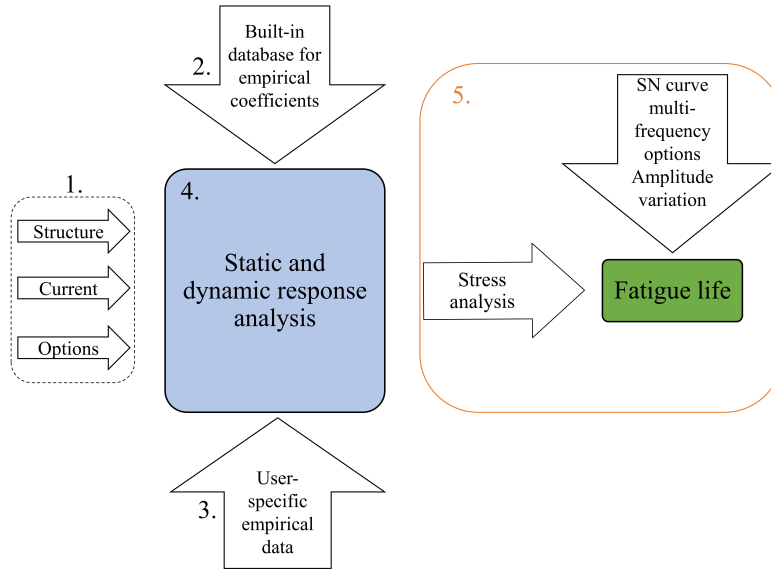 1.
Structure
Current
Options
2.
Built-in
database for
empirical
coefficients
3.
User-
specific
empirical
data
4.
Static and
dynamic response
analysis
5.
Stress
analysis
SN curve
multi-
frequency
options
Amplitude
variation
Fatigue life